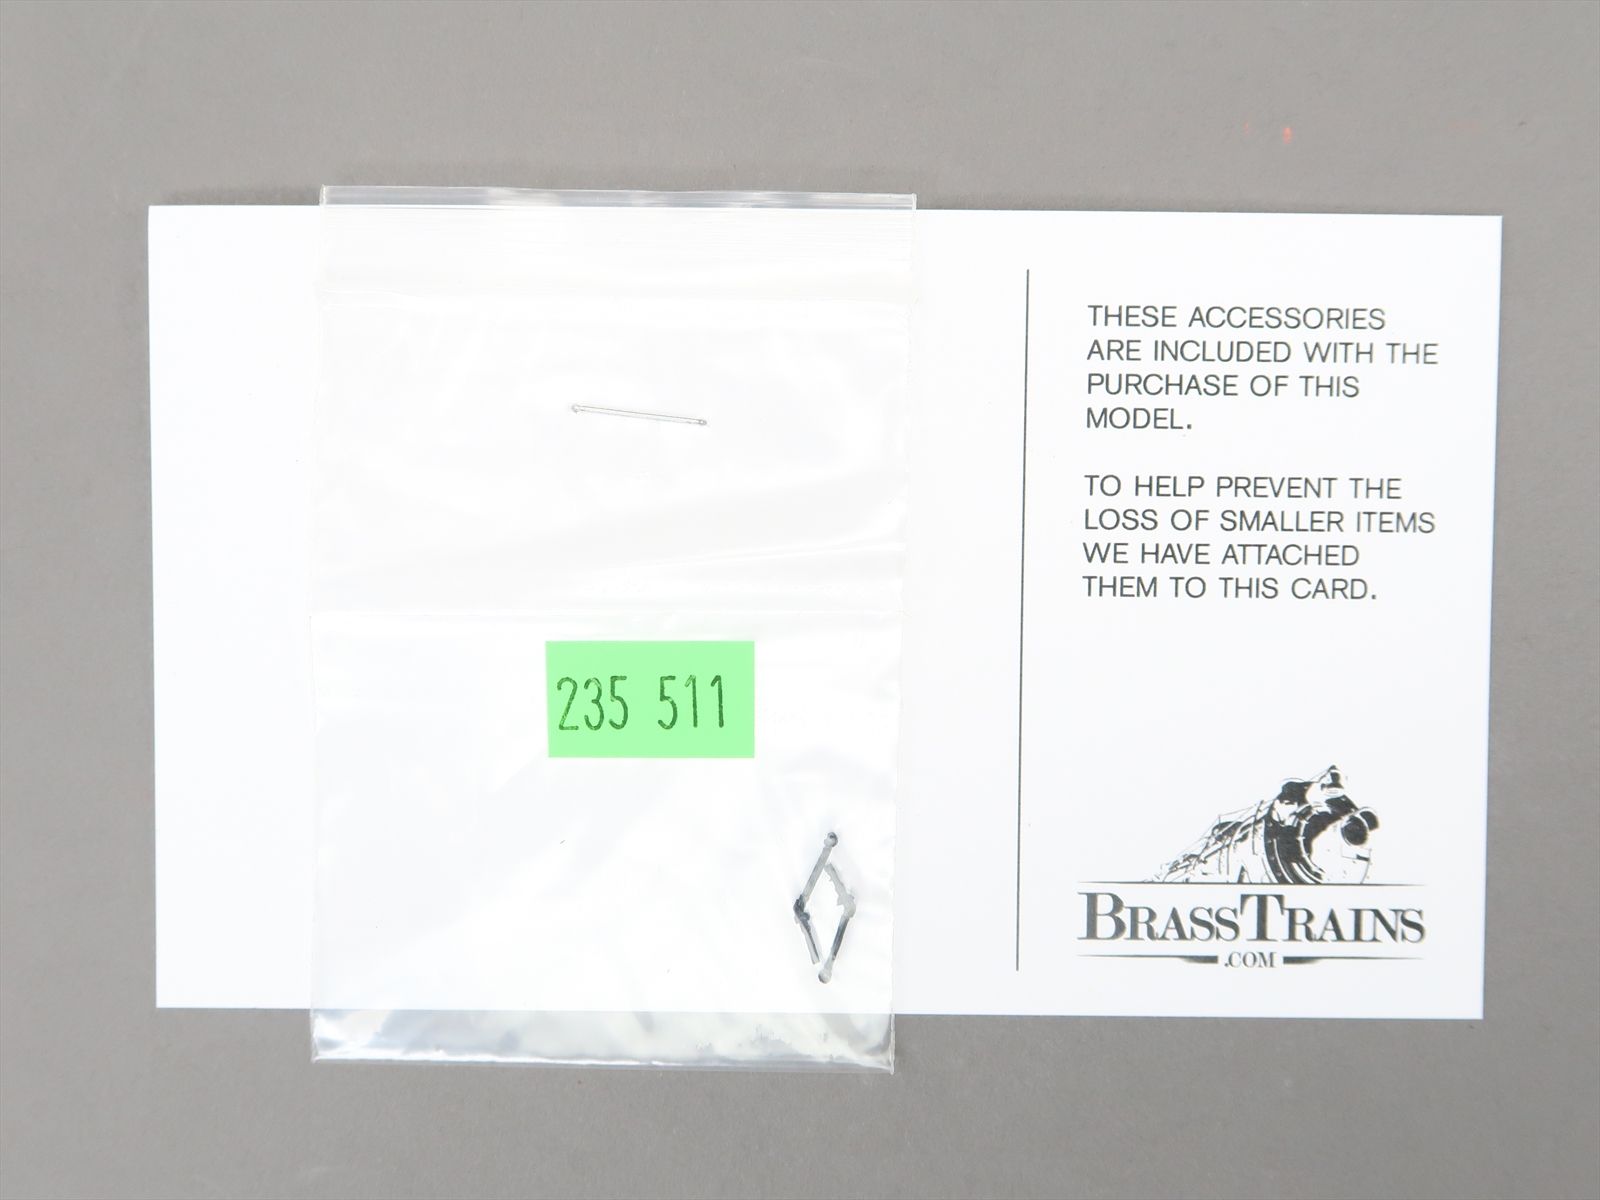 THESE ACCESSORIES
ARE INCLUDED WITH THE
PURCHASE OF THIS
MODEL.
TO HELP PREVENT THE
LOSS OF SMALLER ITEMS
WE HAVE ATTACHED
THEM TO THIS CARD.
235 511
BRASSTRAINS
.COM